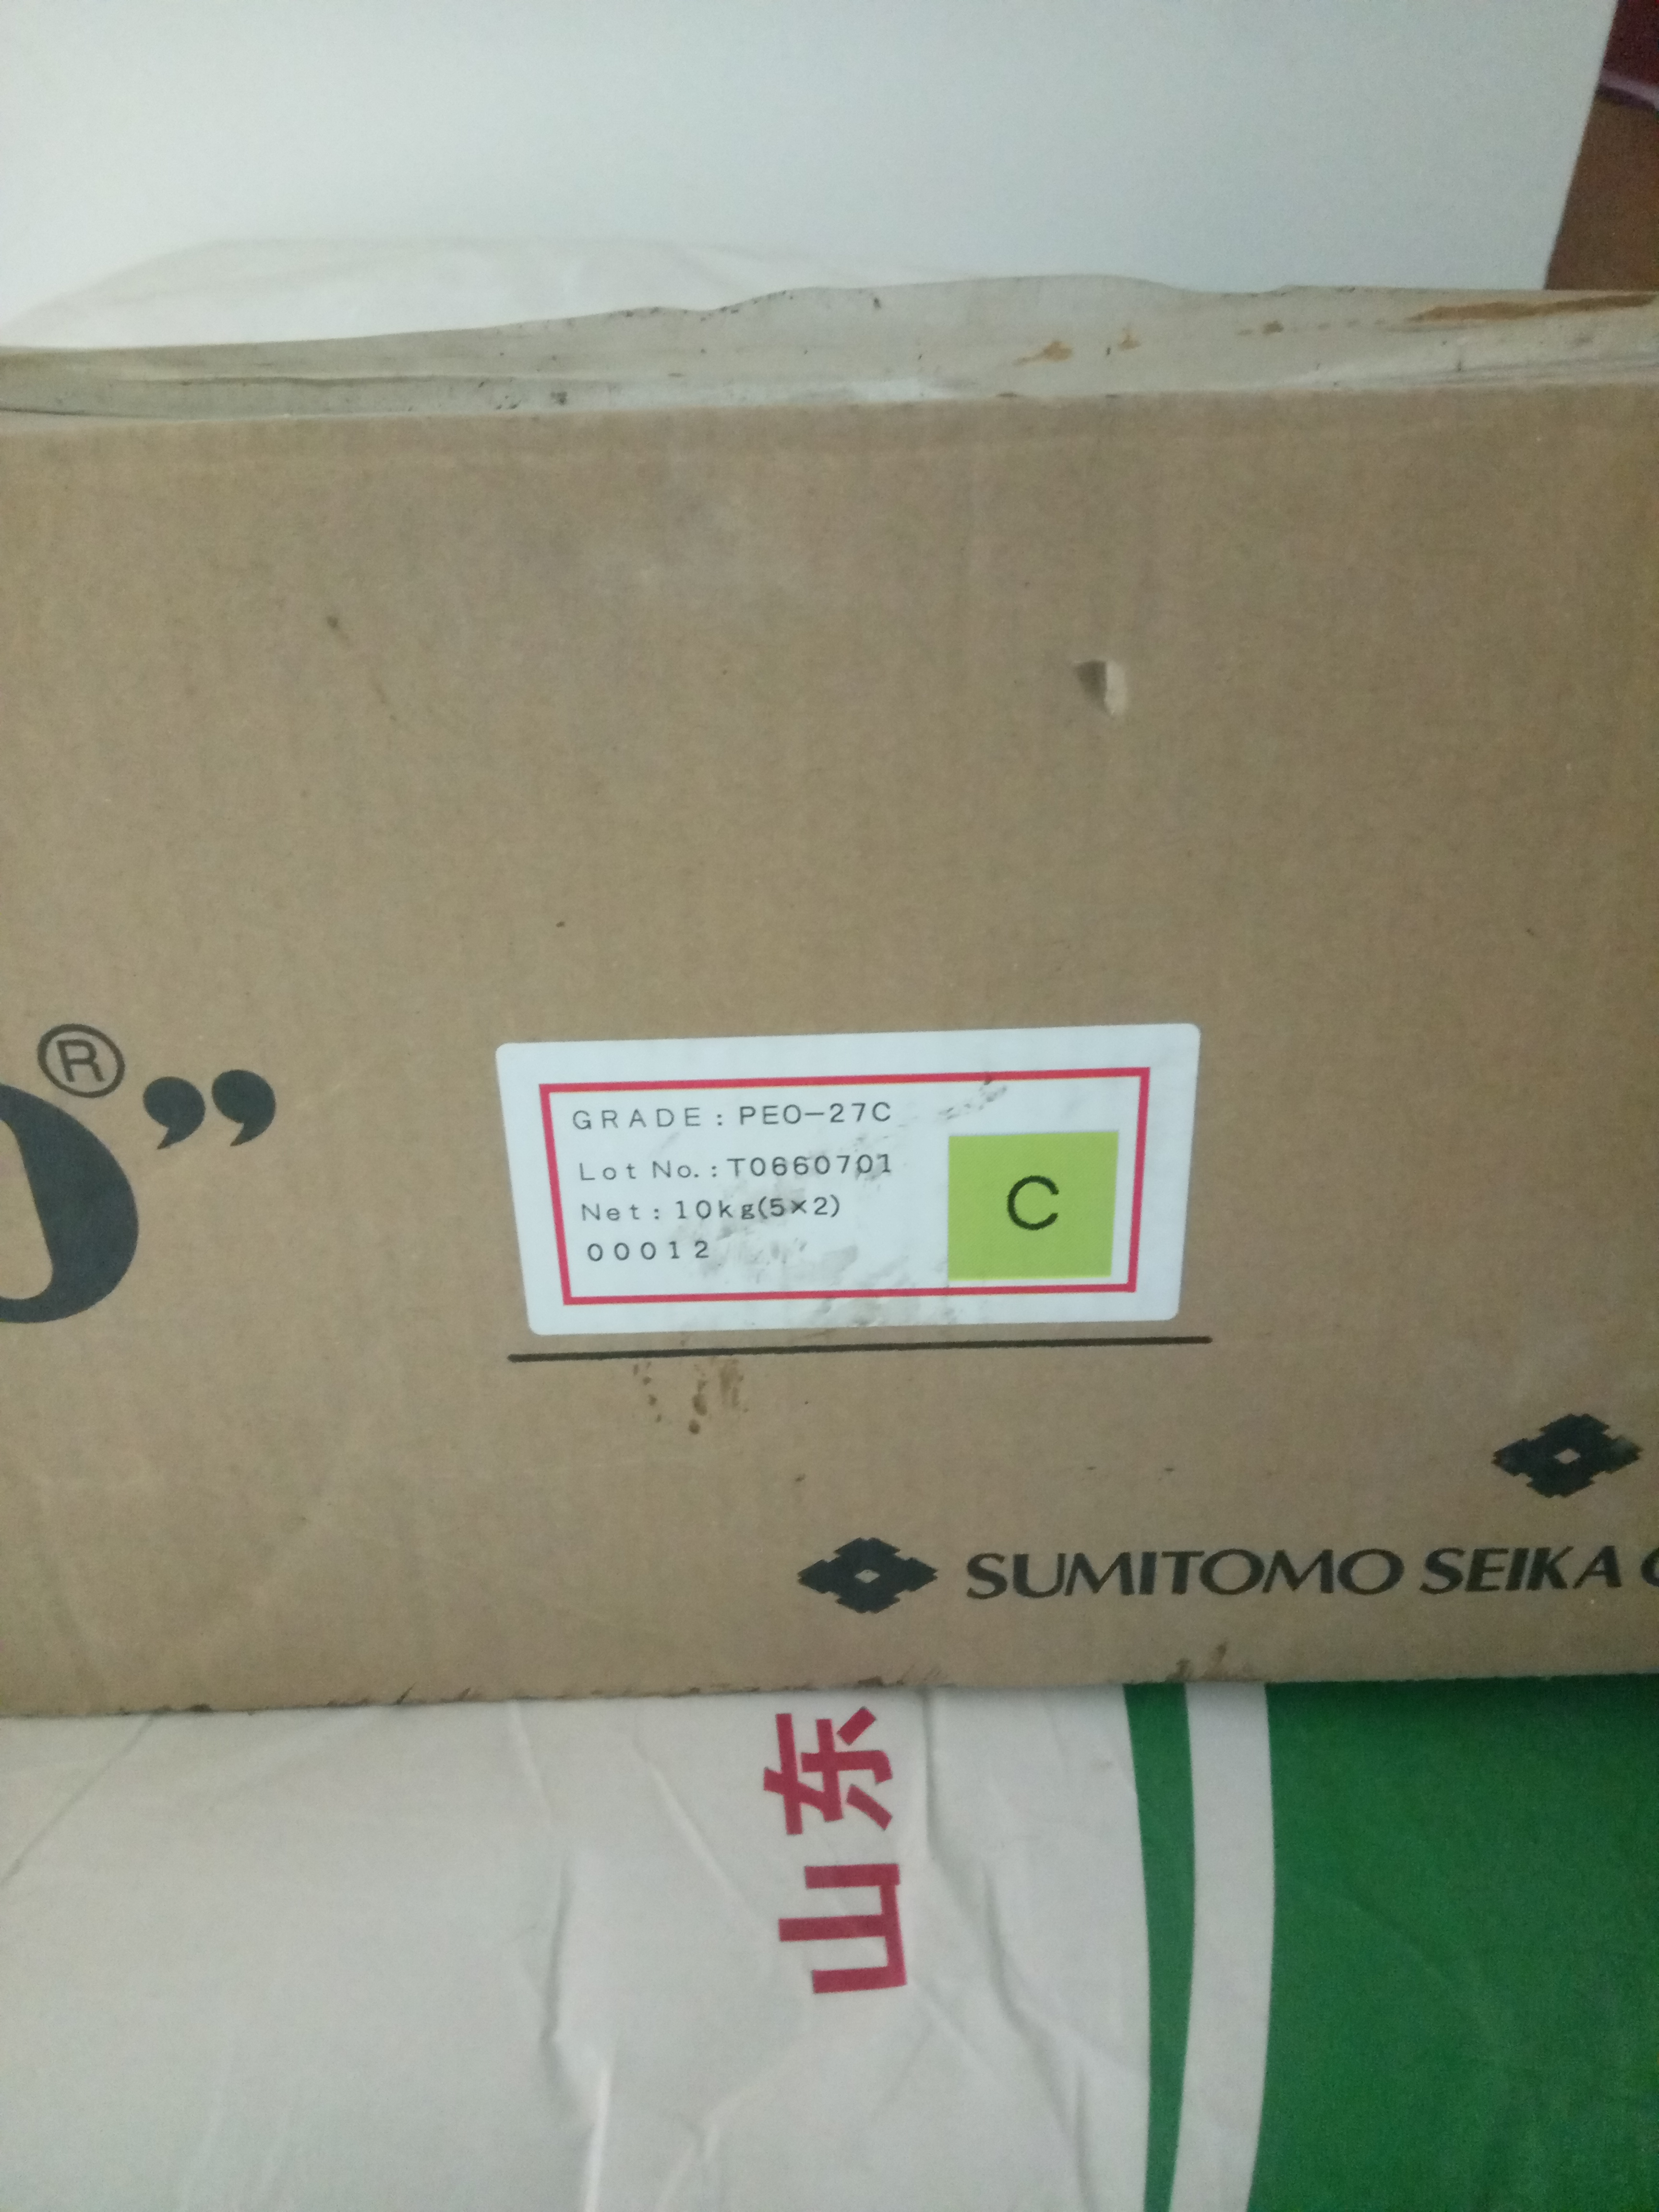 O®”
GRADE：PEO−27C
Lot No.：T0660701
Net：10kg(5×2)
00012
C
SUMITOMO SEIKA
山东